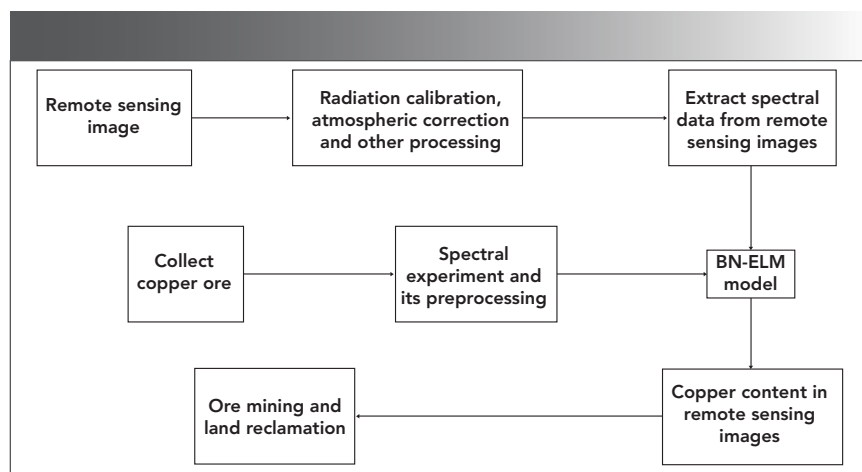 Remote sensing
image
Radiation calibration,
atmospheric correction
and other processing
Extract spectral
data from remote
sensing images
Collect
copper ore
Spectral
experiment and
its preprocessing
BN-ELM
model
Ore mining and
land reclamation
Copper content in
remote sensing
images